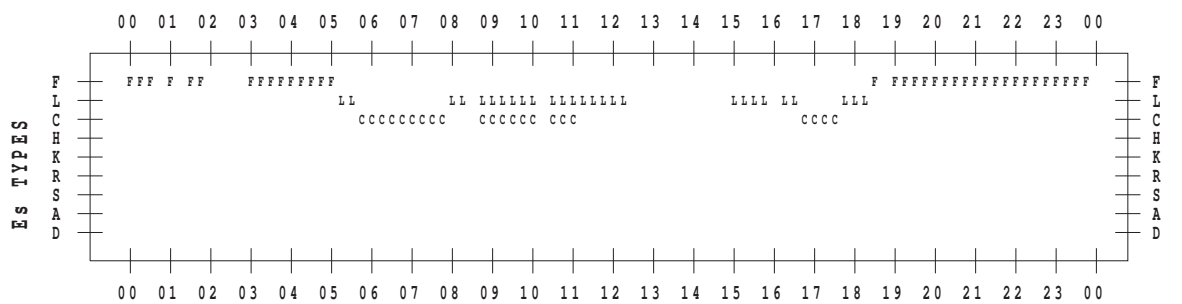 00 01 02 03 04 05 06 07 08 09 10 11 12 13 14 15 16 17 18 19 20 21 22 23 00
F FFF F FF FFFFFFFFF F FFFFFFFFFFFFFFFFFFFF F
L LL LL LLLLLL LLLLLLLL LLLL LL LLL L
C CCCCCCCCC CCCCCC CCC CCCC C
H H
K K
R R
S S
A A
D D
Es TYPES
00 01 02 03 04 05 06 07 08 09 10 11 12 13 14 15 16 17 18 19 20 21 22 23 00